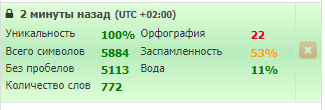 2 минуты назад (UTC +02:00)
Уникальность 100% Орфография 22
Всего символов 5884 Заспамленность 53%
Без пробелов 5113 Вода 11%
Количество слов 772